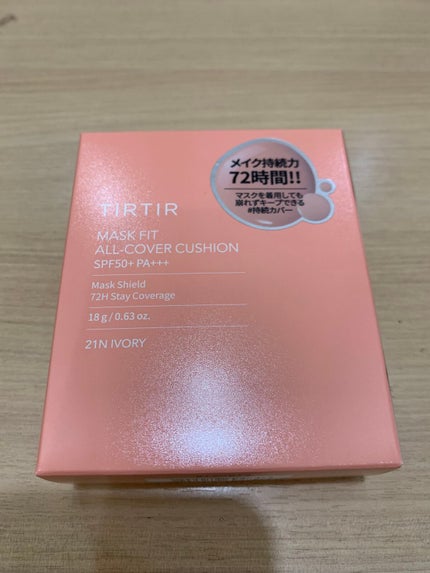 メイク持続力
72時間!!
マスクを着用しても
崩れずキープできる
#持続カバー
TIRTIR
MASK FIT
ALL-COVER CUSHION
SPF50+ PA+++
Mask Shield
72H Stay Coverage
18 g / 0.63 oz.
21N IVORY